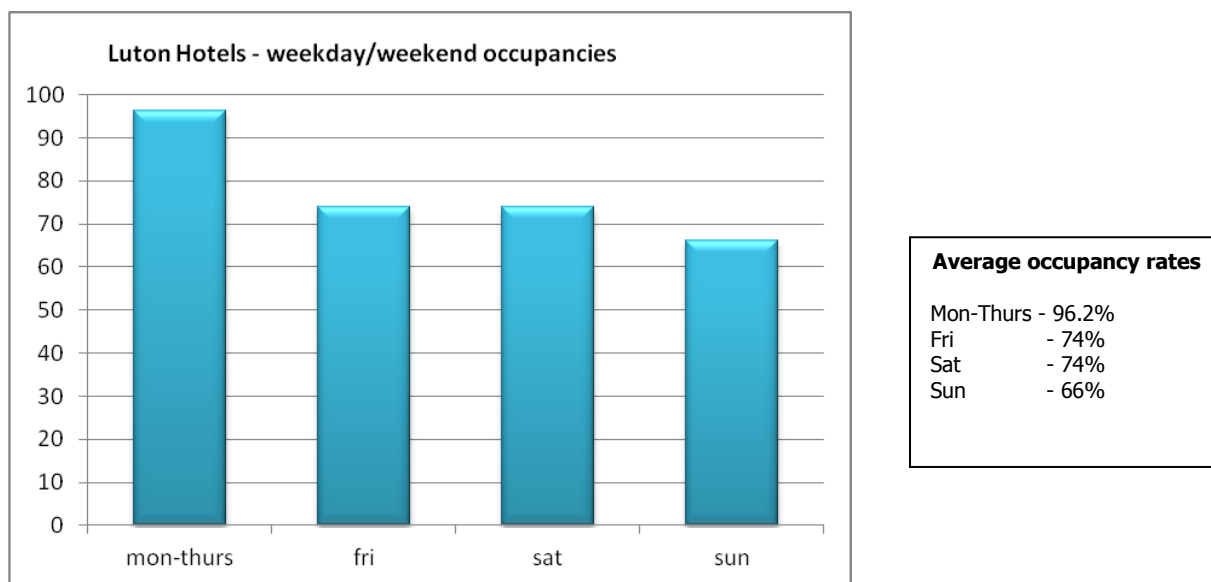 Luton Hotels - weekday/weekend occupancies
100
90
80
70
60
50
40
30
20
10
0
mon-thurs fri sat sun
Average occupancy rates
Mon-Thurs - 96.2%
Fri - 74%
Sat - 74%
Sun - 66%